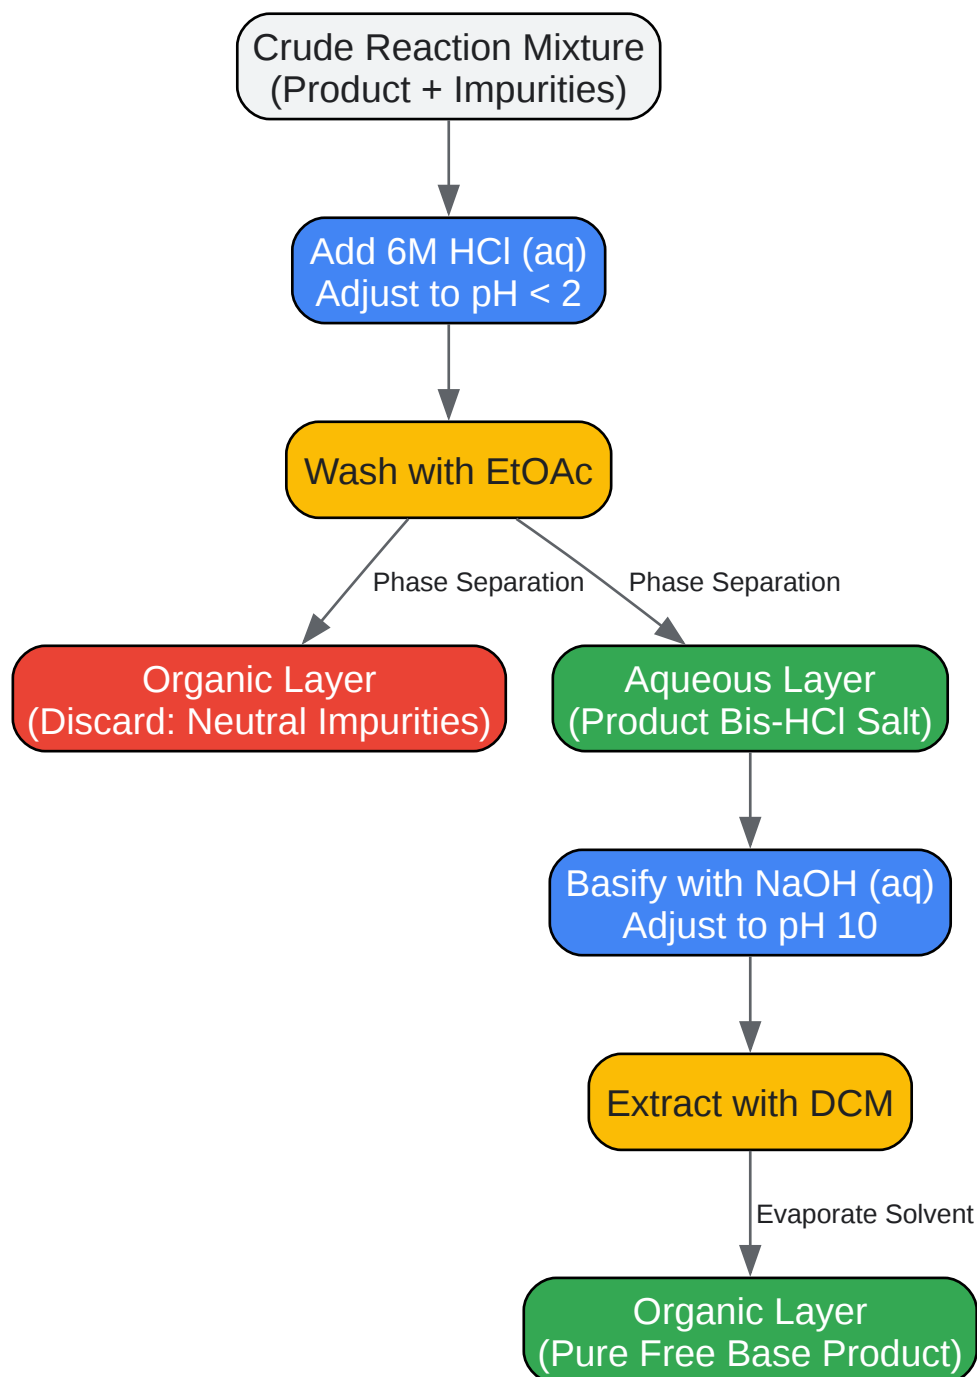 Crude Reaction Mixture
(Product + Impurities)
Add 6M HCl (aq)
Adjust to pH < 2
Wash with EtOAc
Phase Separation
Phase Separation
Organic Layer
(Discard: Neutral Impurities)
Aqueous Layer
(Product Bis-HCl Salt)
Basify with NaOH (aq)
Adjust to pH 10
Extract with DCM
Evaporate Solvent
Organic Layer
(Pure Free Base Product)